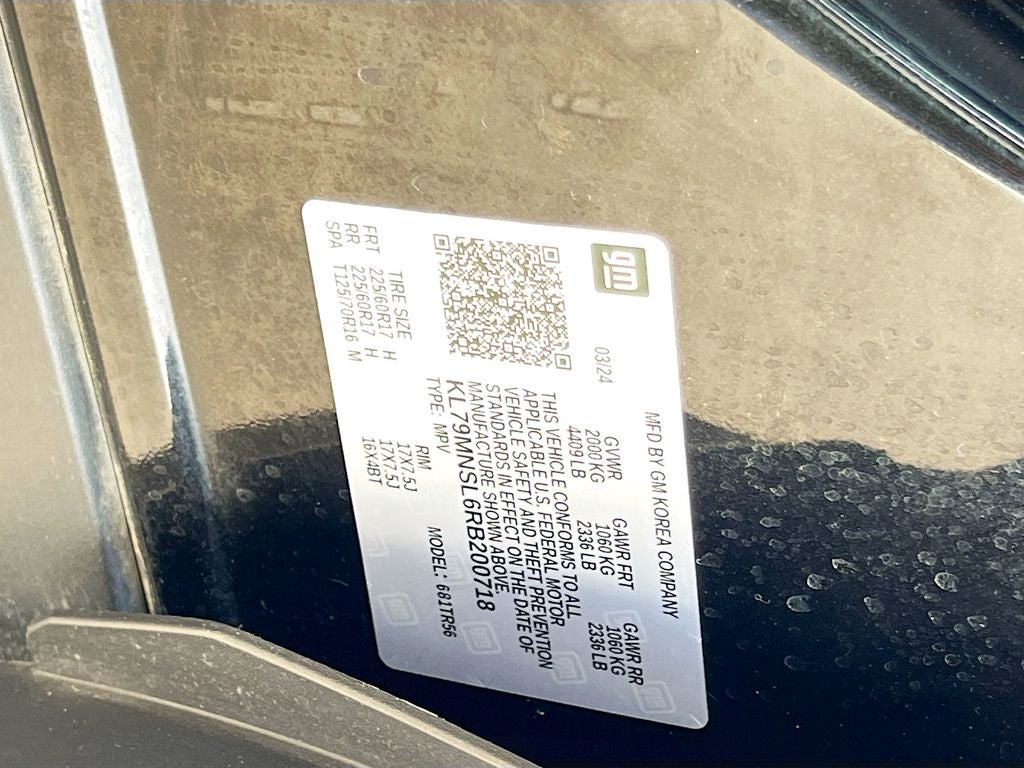 gm
MFD BY GM KOREA COMPANY
03/24
GVWR GAWR FRT GAWR RR
2000 KG 1060 KG 1060 KG
4409 LB 2336 LB 2336 LB
THIS VEHICLE CONFORMS TO ALL
APPLICABLE U.S. FEDERAL MOTOR
VEHICLE SAFETY AND THEFT PREVENTION
STANDARDS IN EFFECT ON THE DATE OF
MANUFACTURE SHOWN ABOVE.
KL79MNSL6RB200718
TYPE: MPV MODEL: 681TR56
TIRE SIZE RIM
FRT 225/60R17 H 17X7.5J
RR 225/60R17 H 17X7.5J
SPA T125/70R16 M 16X4BT